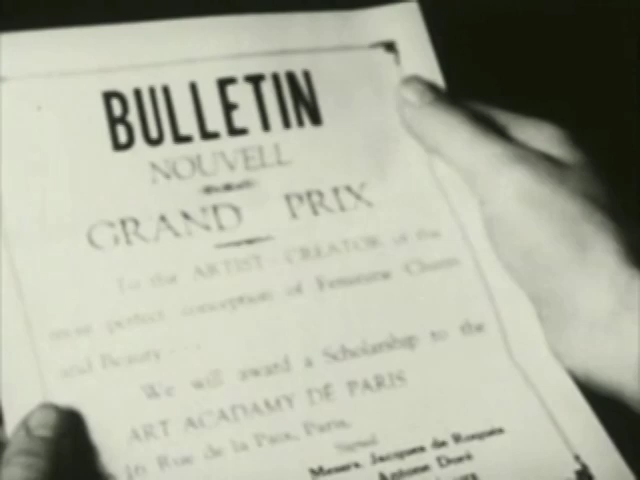 BULLETIN
NOUVELL
GRAND PRIX
To the ARTIST - CREATOR of the
most perfect conception of Feminine Charm
and Beauty...
We will award a Scholarship to the
ART ACADAMY DE PARIS
16 Rue de la Paix, Paris.
Signed
Messrs. Jacques de Roquée
Antoine Doré